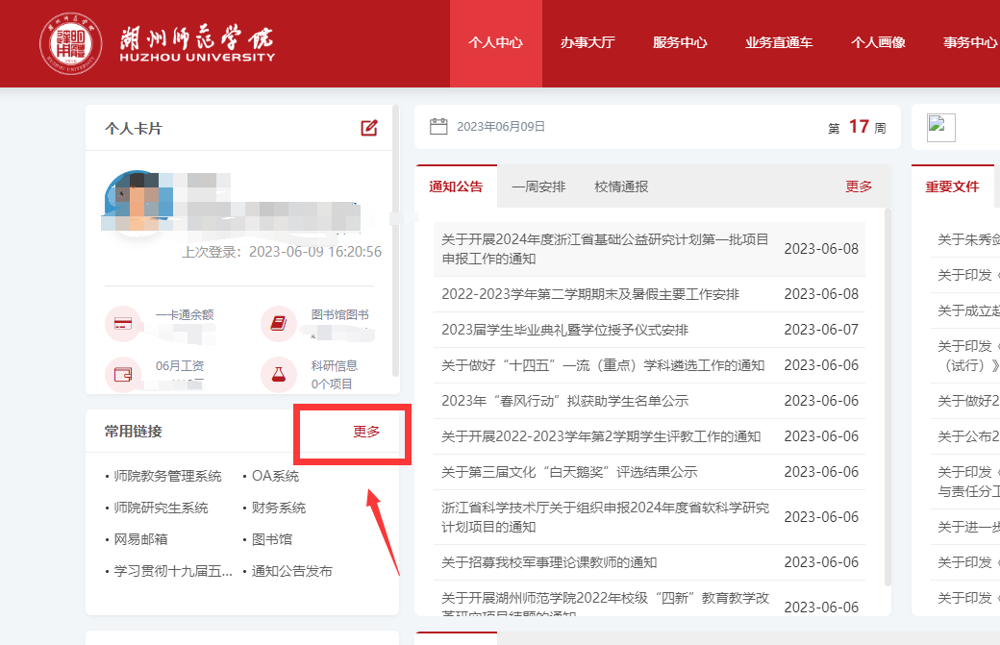 湖州师范学院
HUZHOU UNIVERSITY
个人中心
办事大厅
服务中心
业务直通车
个人画像
事务中心
个人卡片
上次登录：2023-06-09 16:20:56
一卡通余额
图书馆图书
06月工资
科研信息
0个项目
常用链接
更多
· 师院教务管理系统
· OA系统
· 师院研究生系统
· 财务系统
· 网易邮箱
· 图书馆
· 学习贯彻十九届五...
· 通知公告发布
2023年06月09日
第 17 周
通知公告
一周安排
校情通报
更多
关于开展2024年度浙江省基础公益研究计划第一批项目
申报工作的通知
2023-06-08
2022-2023学年第二学期期末及暑假主要工作安排
2023-06-08
2023届学生毕业典礼暨学位授予仪式安排
2023-06-07
关于做好“十四五”一流（重点）学科遴选工作的通知
2023-06-06
2023年“春风行动”拟获助学生名单公示
2023-06-06
关于开展2022-2023学年第2学期学生评教工作的通知
2023-06-06
关于第三届文化“白天鹅奖”评选结果公示
2023-06-06
浙江省科学技术厅关于组织申报2024年度省软科学研究
计划项目的通知
2023-06-06
关于招募我校军事理论课教师的通知
2023-06-06
关于开展湖州师范学院2022年校级“四新”教育教学改
革研究项目结题的通知
2023-06-06
重要文件
关于朱秀
关于印发《
关于成立
关于印发《
（试行）》
关于做好2
关于公布2
关于印发《
与责任分工
关于进一步
关于印发《
关于印发《